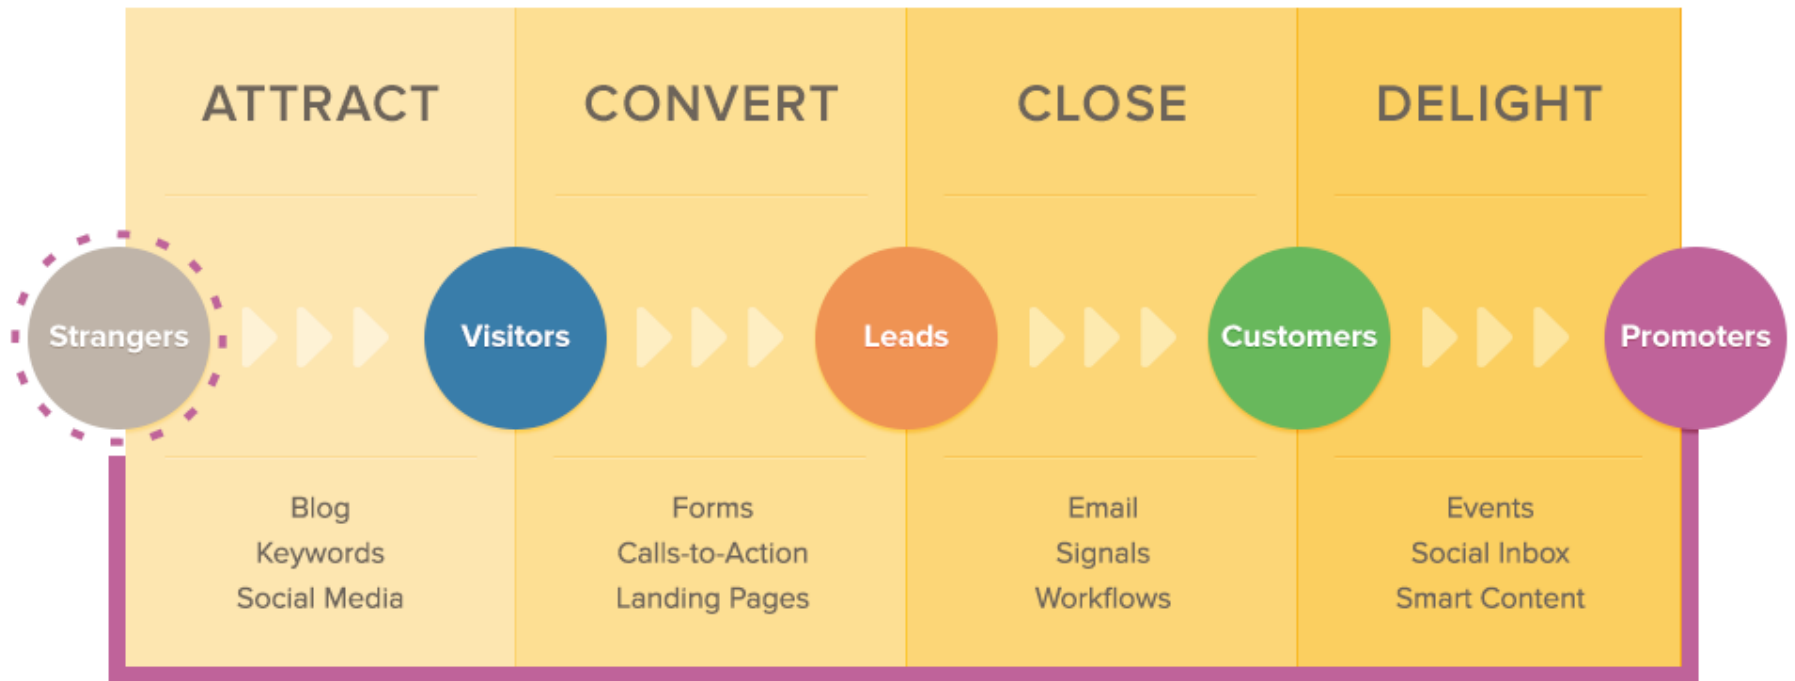 ATTRACT
CONVERT
CLOSE
DELIGHT
Strangers
Visitors
Leads
Customers
Promoters
Blog
Keywords
Social Media
Forms
Calls-to-Action
Landing Pages
Email
Signals
Workflows
Events
Social Inbox
Smart Content